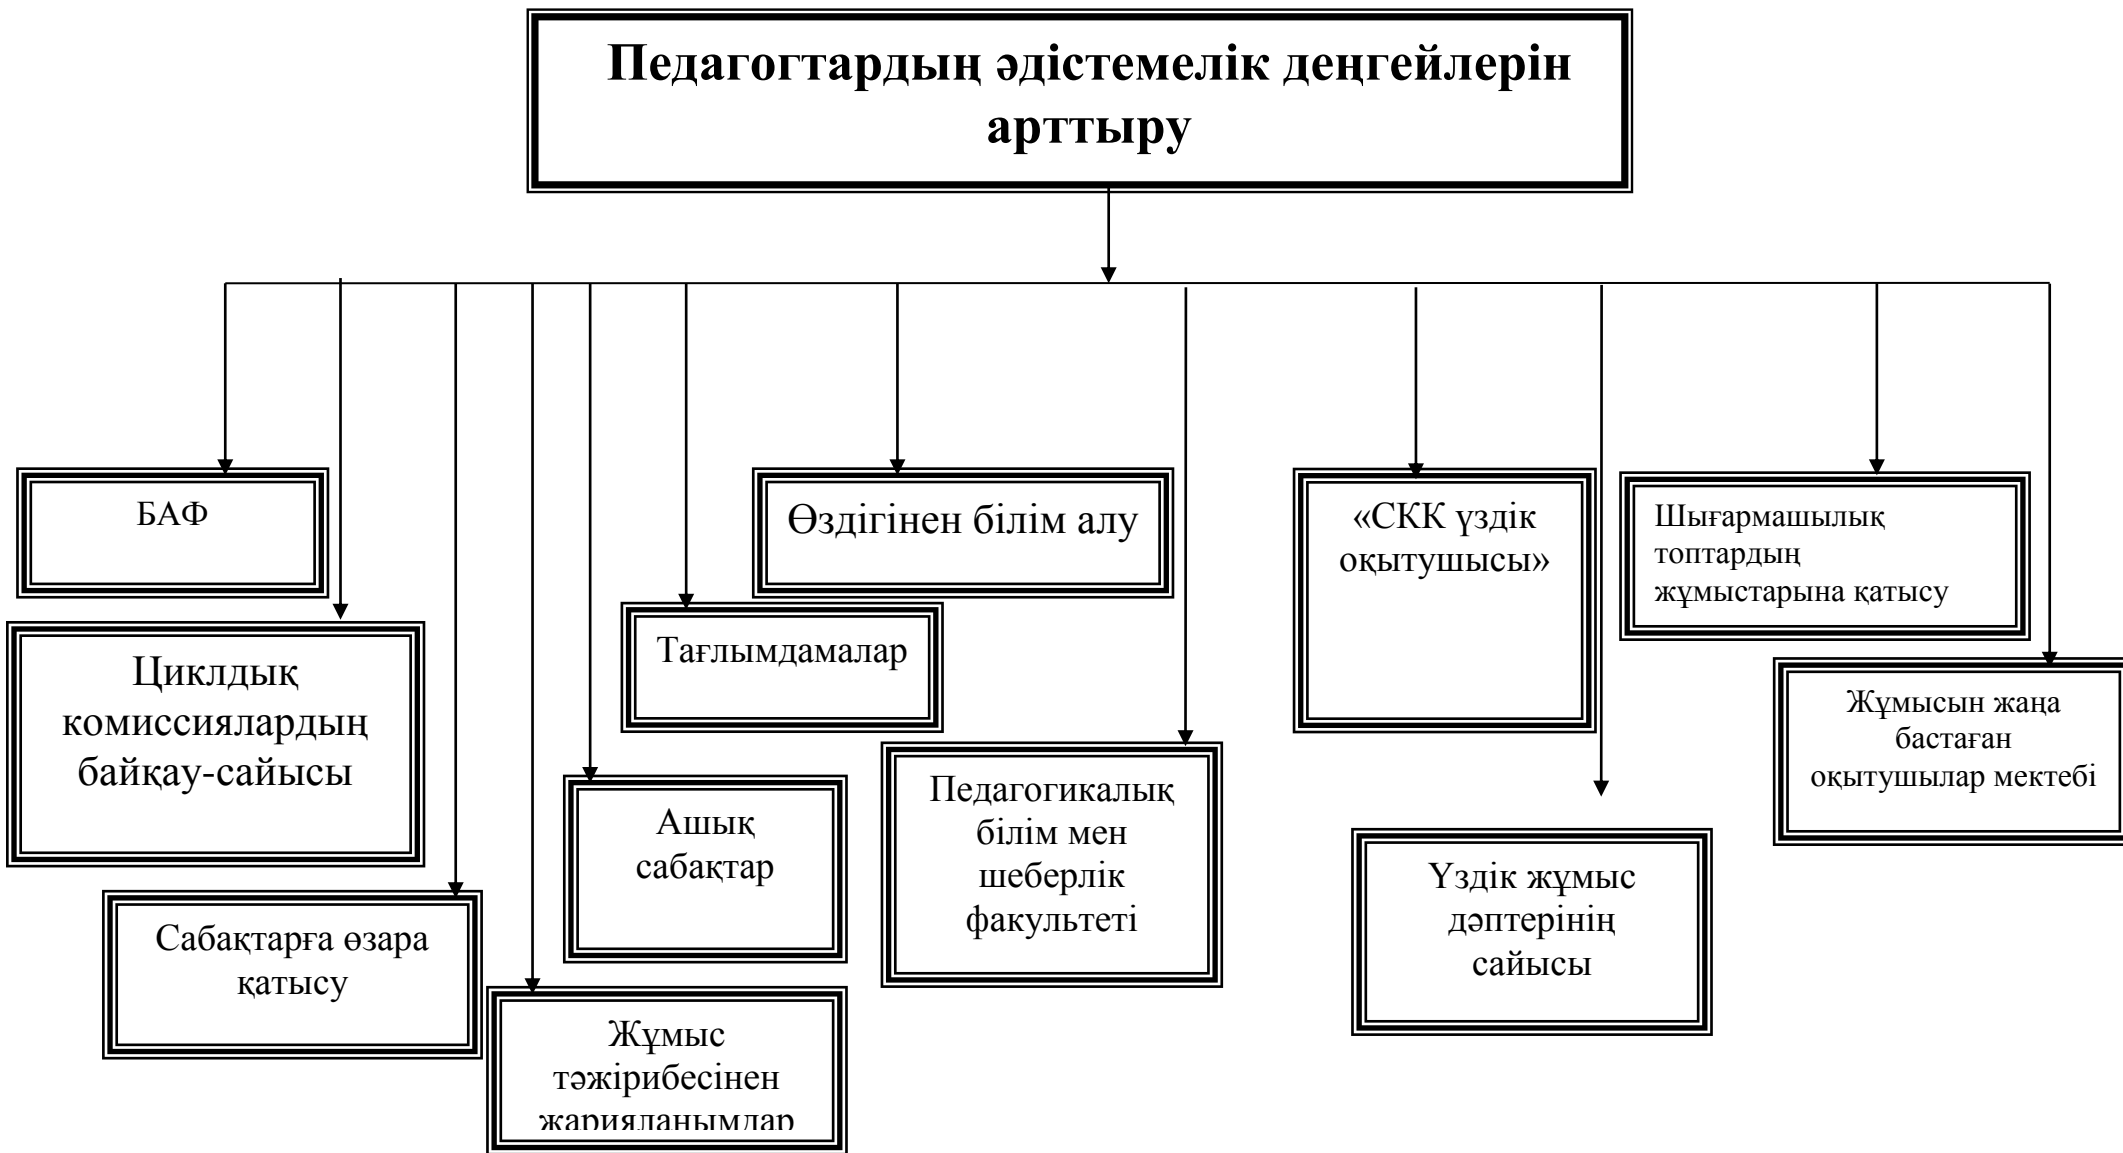 Педагогтардың әдістемелік деңгейлерін
арттыру
БАФ
Өздігінен білім алу
«СКК үздік
оқытушысы»
Шығармашылық
топтардың
жұмыстарына қатысу
Циклдық
комиссиялардың
байқау-сайысы
Тағлымдамалар
Жұмысын жаңа
бастаған
оқытушылар мектебі
Ашық
сабақтар
Педагогикалық
білім мен
шеберлік
факультеті
Үздік жұмыс
дәптерінің
сайысы
Сабақтарға өзара
қатысу
Жұмыс
тәжірибесінен
жарияланымдар